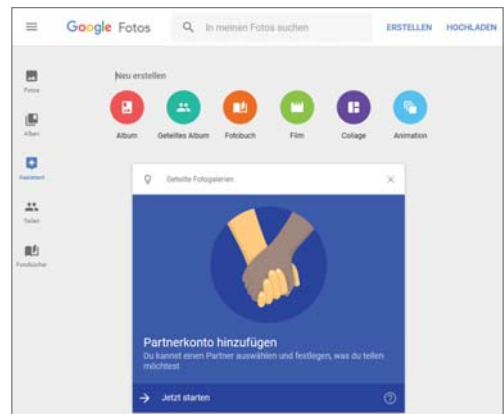 Google Fotos
In meinen Fotos suchen
ERSTELLEN
HOCHLADEN
Fotos
Alben
Assistent
Teilen
Fotobücher
Neu erstellen
Album
Geteiltes Album
Fotobuch
Film
Collage
Animation
Geteilte Fotogalerien
Partnerkonto hinzufügen
Du kannst einen Partner auswählen und festlegen, was du teilen
möchtest
Jetzt starten